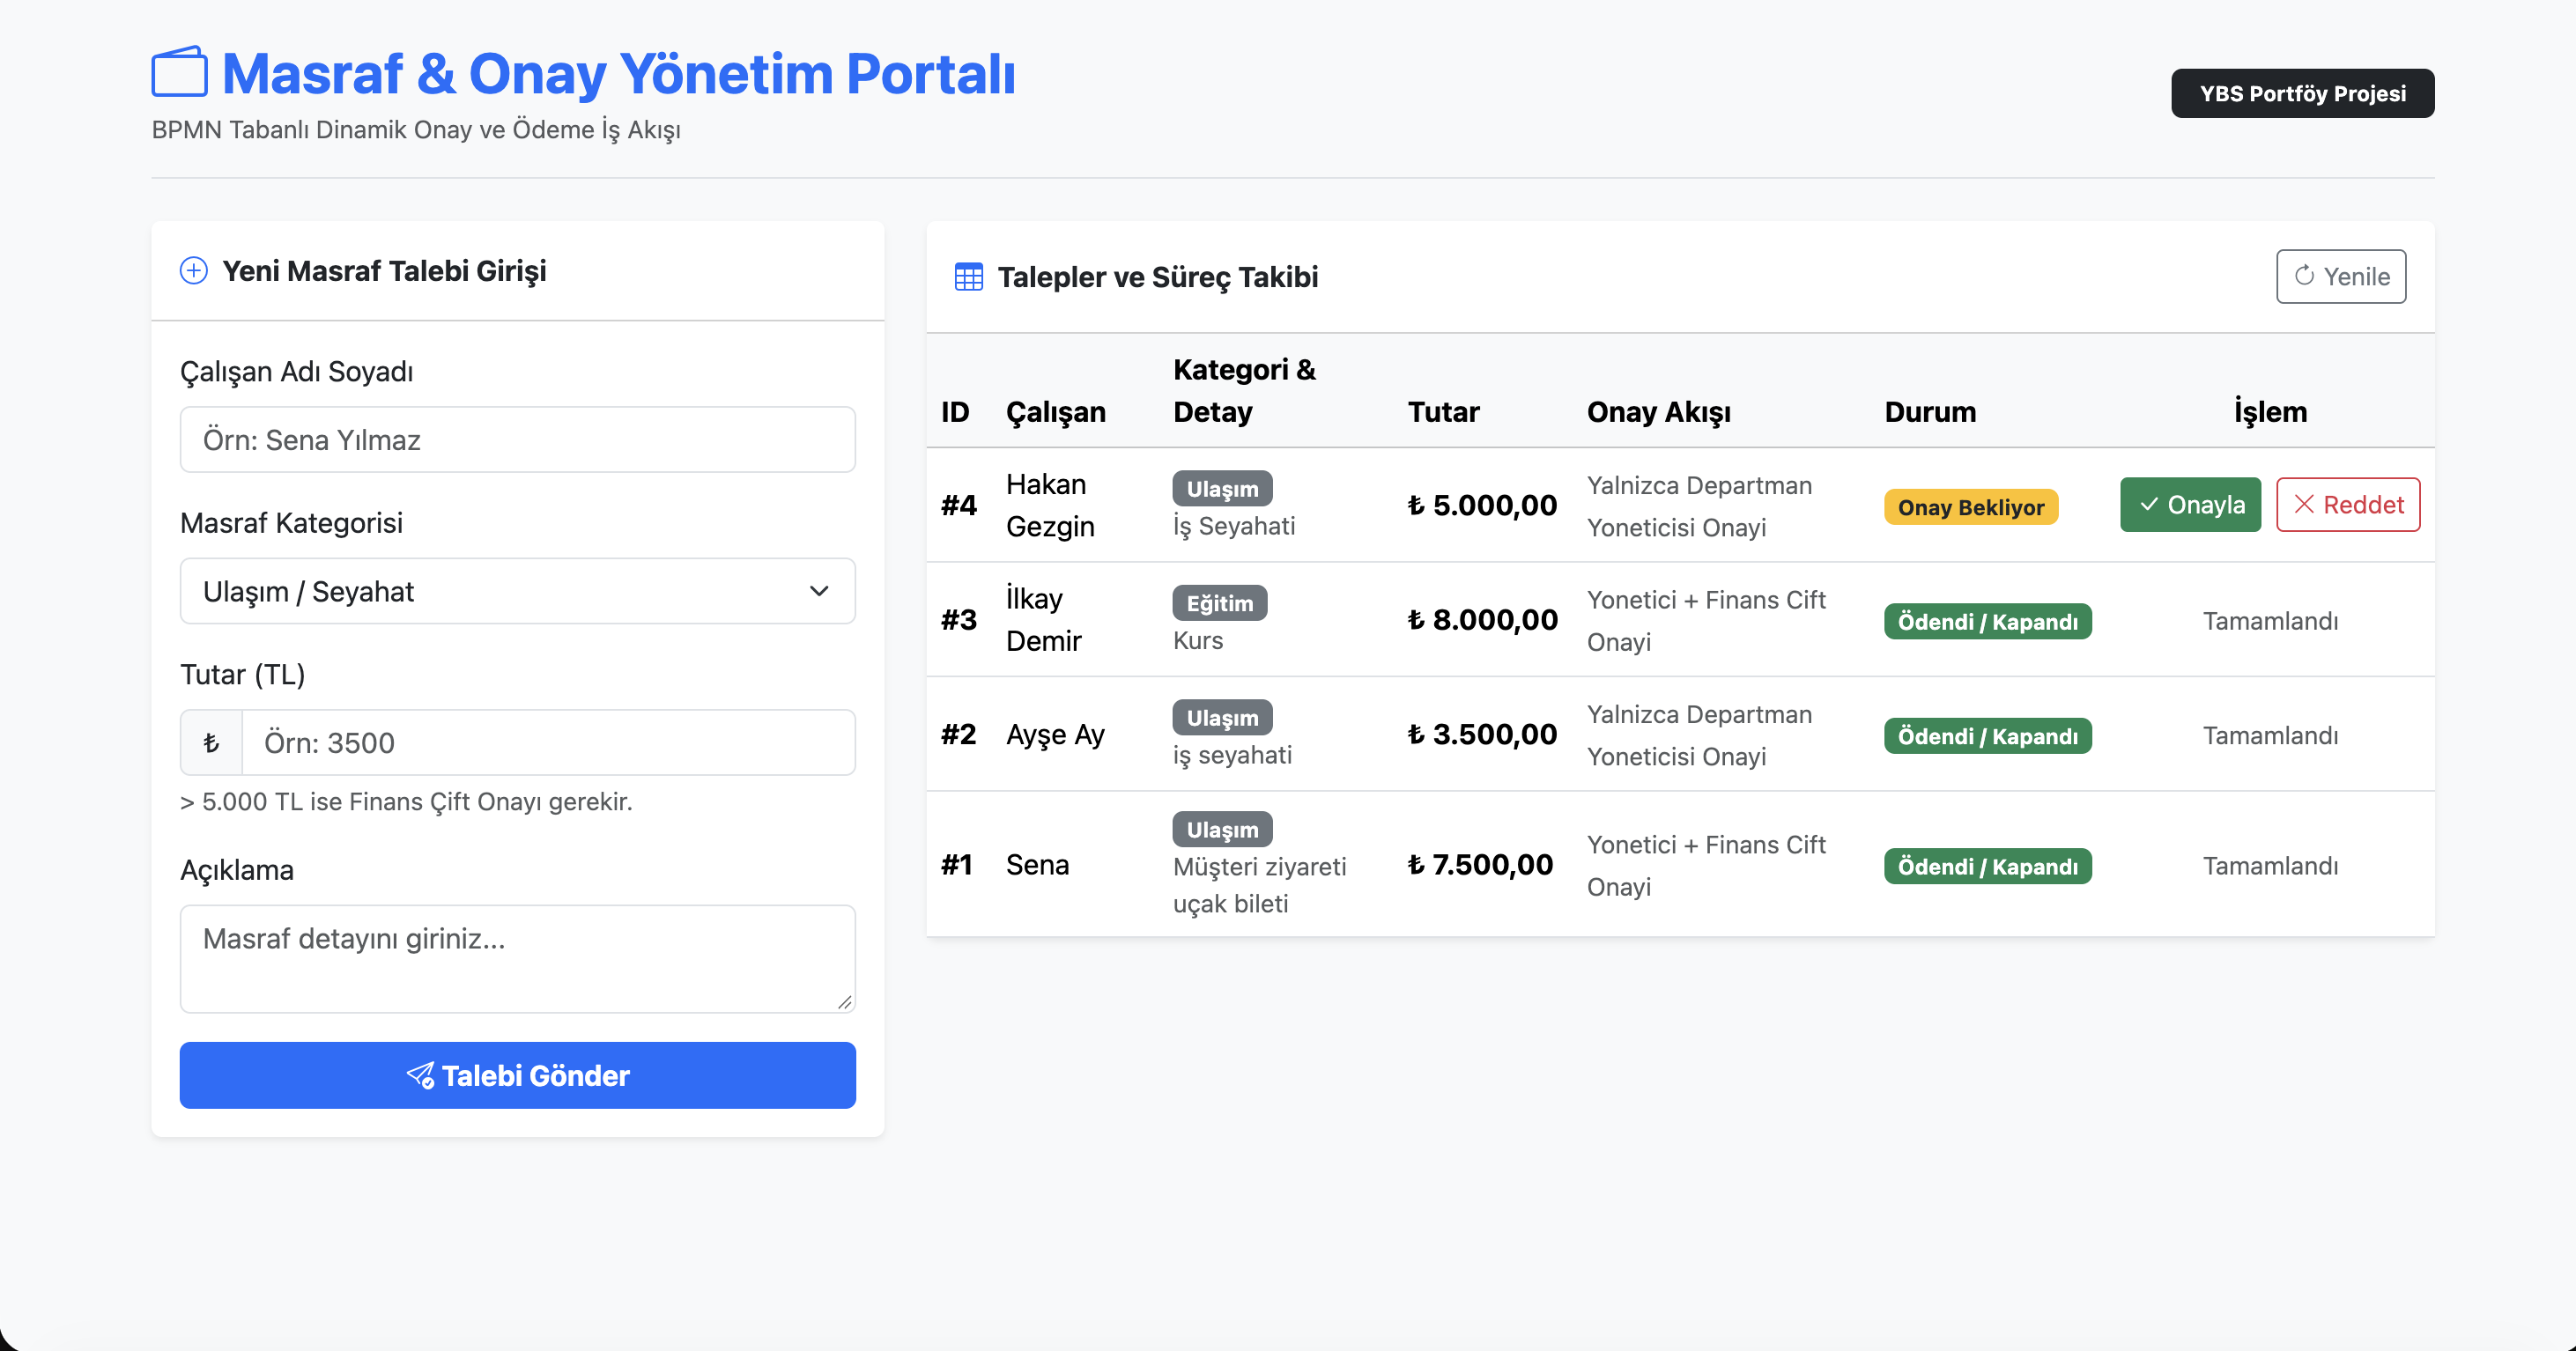 Masraf & Onay Yönetim Portalı
BPMN Tabanlı Dinamik Onay ve Ödeme İş Akışı
YBS Portföy Projesi
Yeni Masraf Talebi Girişi
Çalışan Adı Soyadı
Örn: Sena Yılmaz
Masraf Kategorisi
Ulaşım / Seyahat
Tutar (TL)
₺ Örn: 3500
> 5.000 TL ise Finans Çift Onayı gerekir.
Açıklama
Masraf detayını giriniz...
Talebi Gönder
Talepler ve Süreç Takibi
Yenile
Kategori &
ID Çalışan Detay Tutar Onay Akışı Durum İşlem
#4
Hakan
Gezgin
Ulaşım
İş Seyahati
₺ 5.000,00
Yalnizca Departman
Yoneticisi Onayi
Onay Bekliyor
Onayla
Reddet
#3
İlkay
Demir
Eğitim
Kurs
₺ 8.000,00
Yonetici + Finans Cift
Onayi
Ödendi / Kapandı
Tamamlandı
#2
Ayşe Ay
Ulaşım
iş seyahati
₺ 3.500,00
Yalnizca Departman
Yoneticisi Onayi
Ödendi / Kapandı
Tamamlandı
#1
Sena
Ulaşım
Müşteri ziyareti
uçak bileti
₺ 7.500,00
Yonetici + Finans Cift
Onayi
Ödendi / Kapandı
Tamamlandı